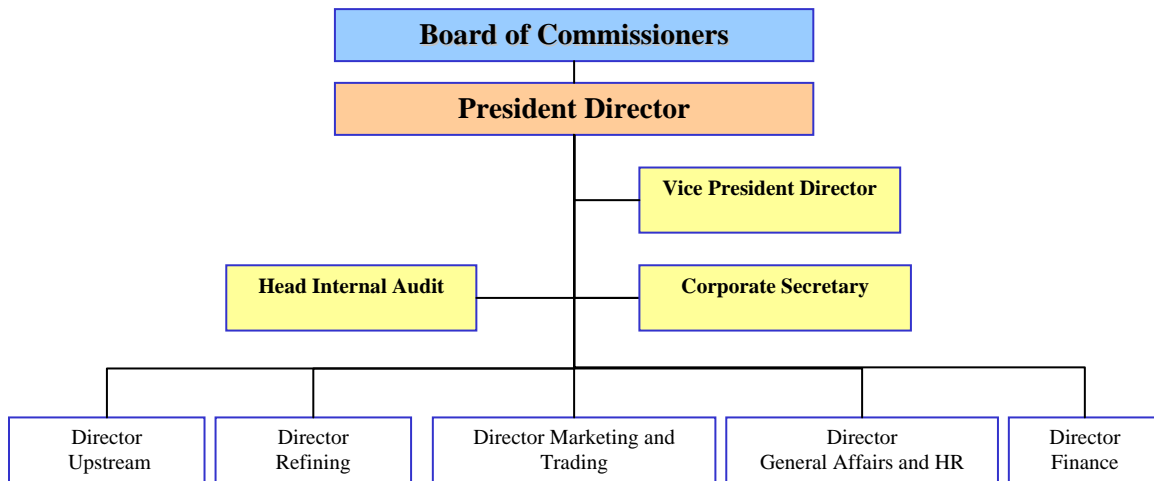 Board of Commissioners
President Director
Vice President Director
Head Internal Audit
Corporate Secretary
Director
Upstream
Director
Refining
Director Marketing and
Trading
Director
General Affairs and HR
Director
Finance